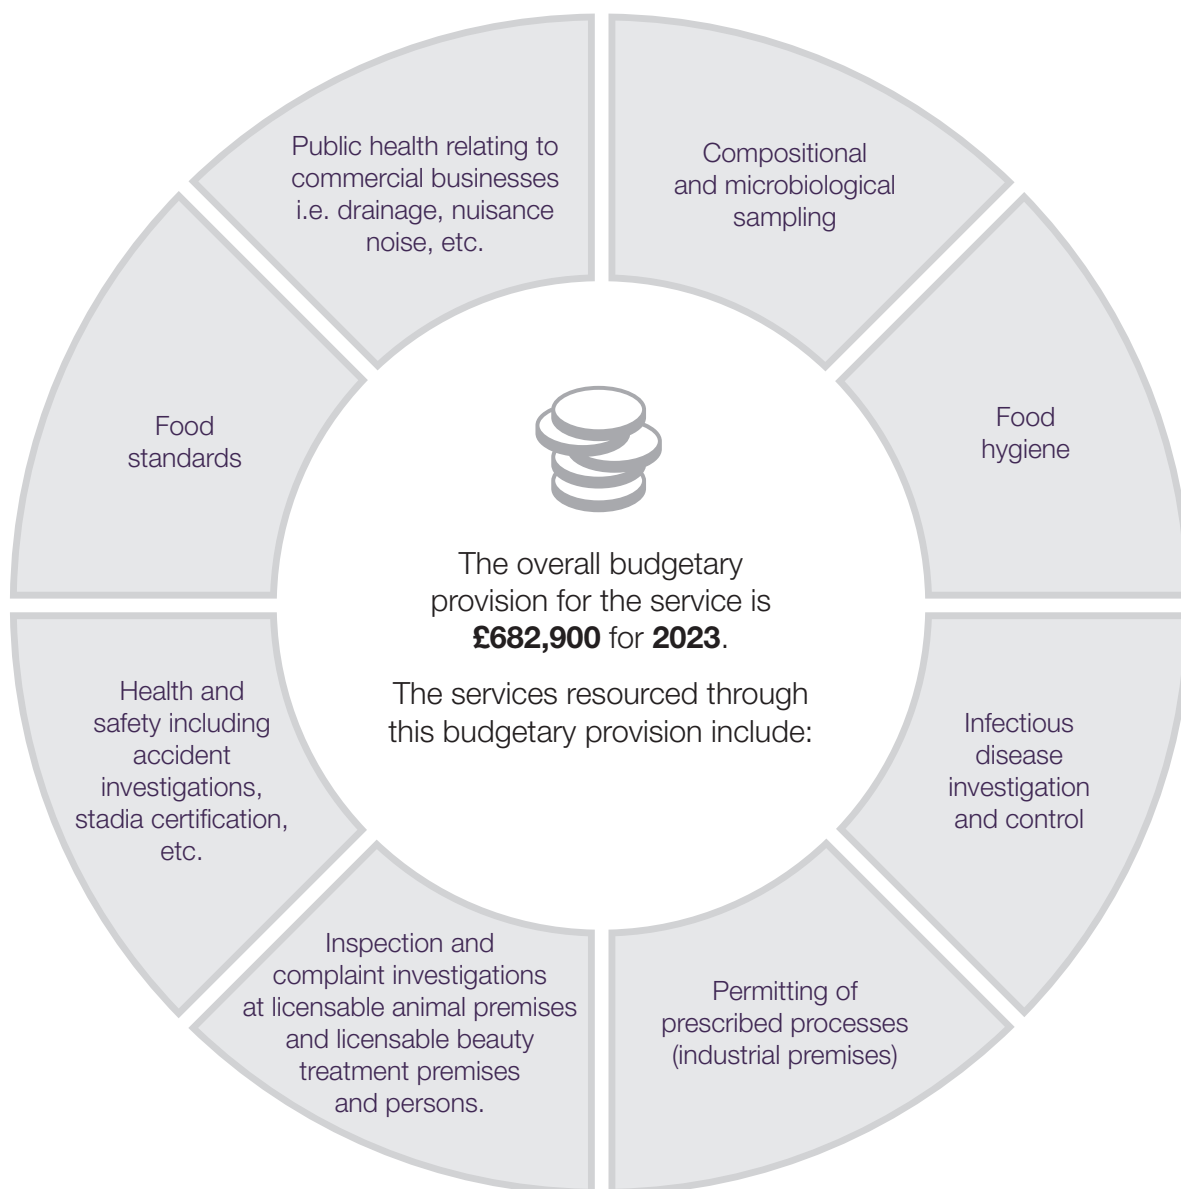 The overall budgetary
provision for the service is
£682,900 for 2023.
The services resourced through
this budgetary provision include:
Compositional
and microbiological
sampling
Food
hygiene
Infectious
disease
investigation
and control
Permitting of
prescribed processes
(industrial premises)
Inspection and
complaint investigations
at licensable animal premises
and licensable beauty
treatment premises
and persons.
Health and
safety including
accident
investigations,
stadia certification,
etc.
Food
standards
Public health relating to
commercial businesses
i.e. drainage, nuisance
noise, etc.